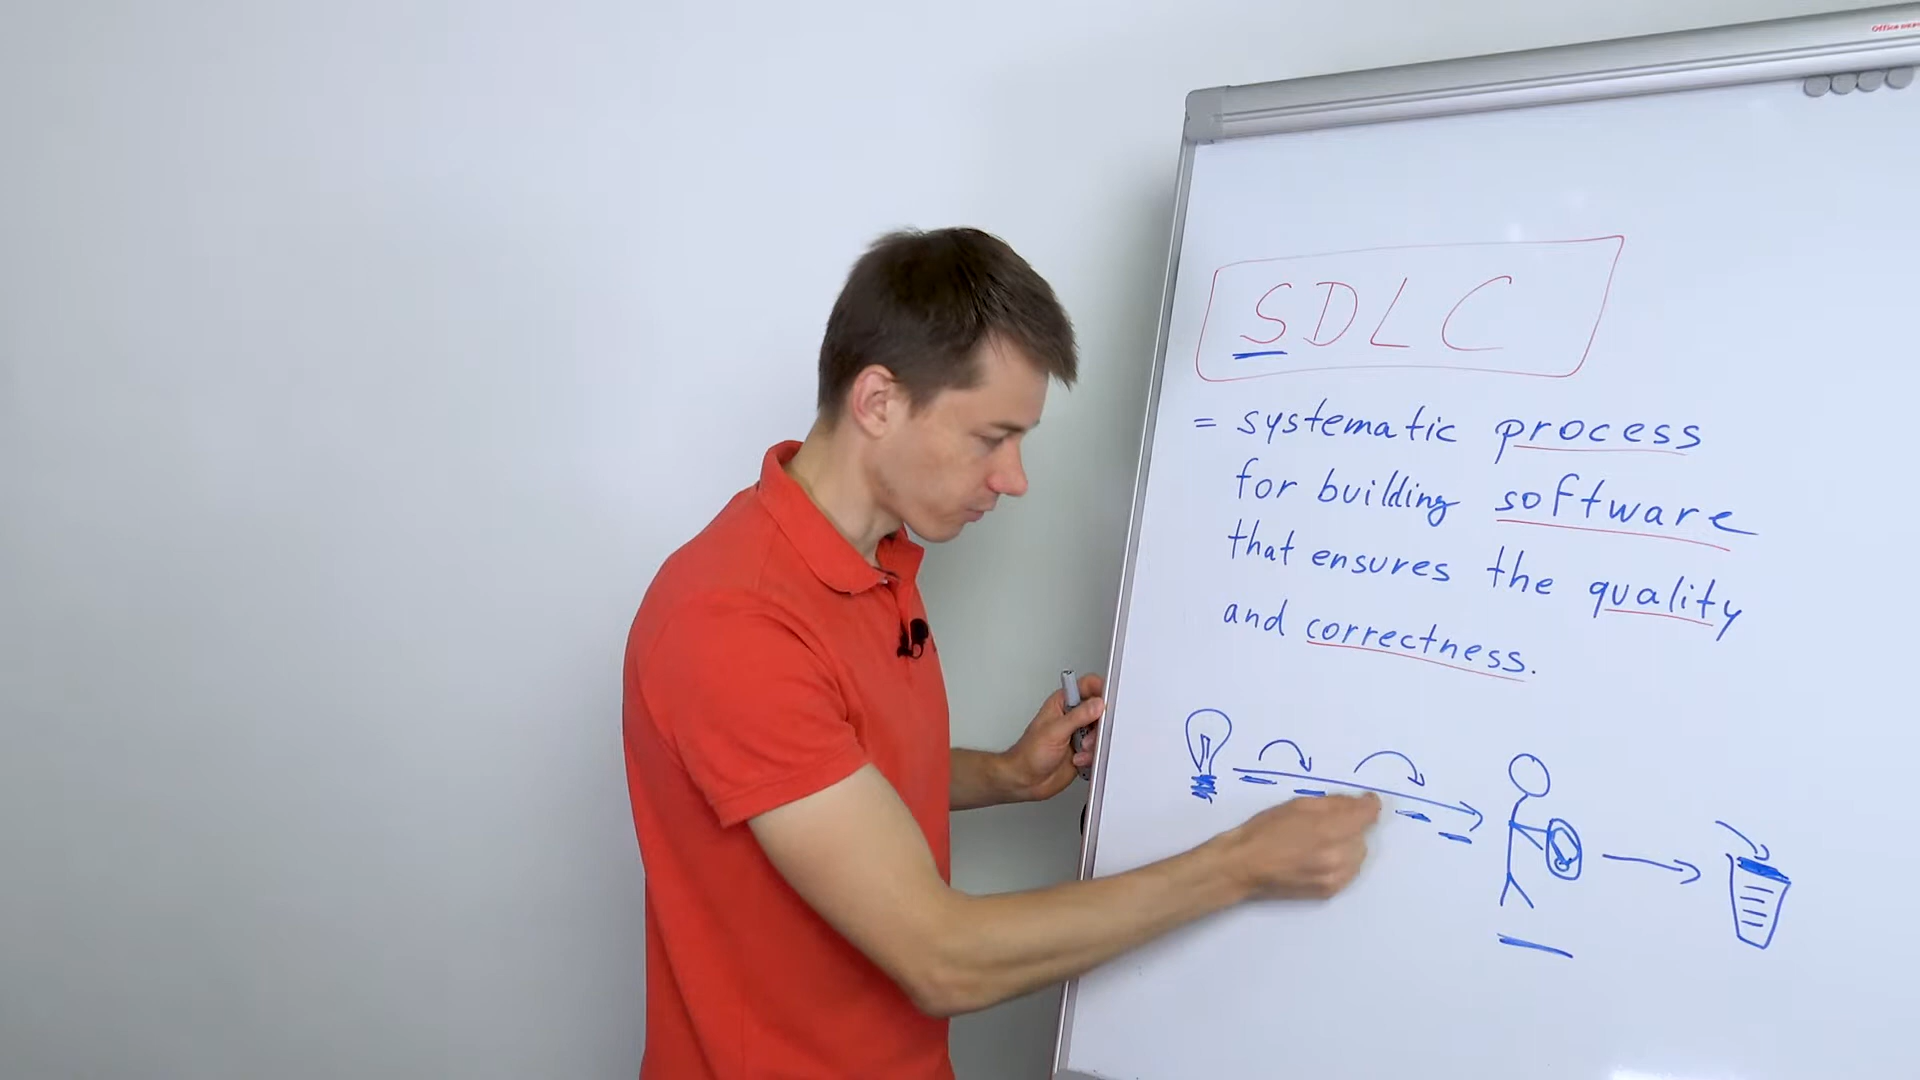 SDLC
= systematic process
for building software
that ensures the quality
and correctness.